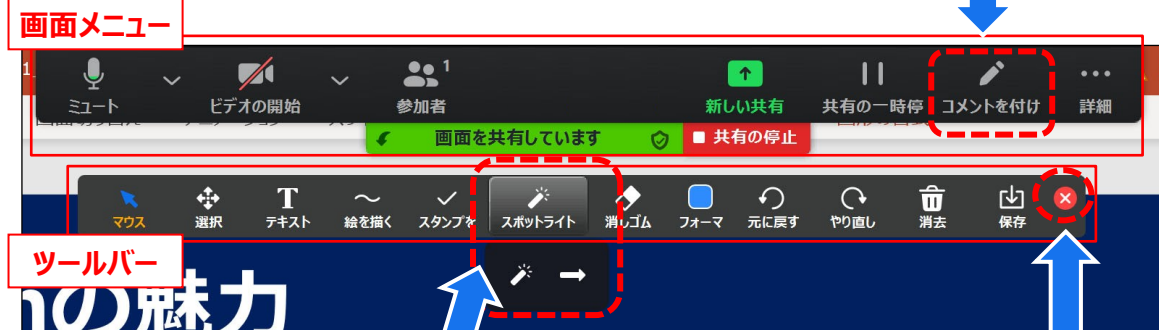 画面メニュー
1
ミュート
ビデオの開始
1
参加者
新しい共有
共有の一時停
コメントを付け
詳細
画面を共有しています
共有の停止
マウス
選択
T
テキスト
絵を描く
スタンプを
スポットライト
消しゴム
フォーマ
元に戻す
やり直し
消去
保存
ツールバー
nの魅力